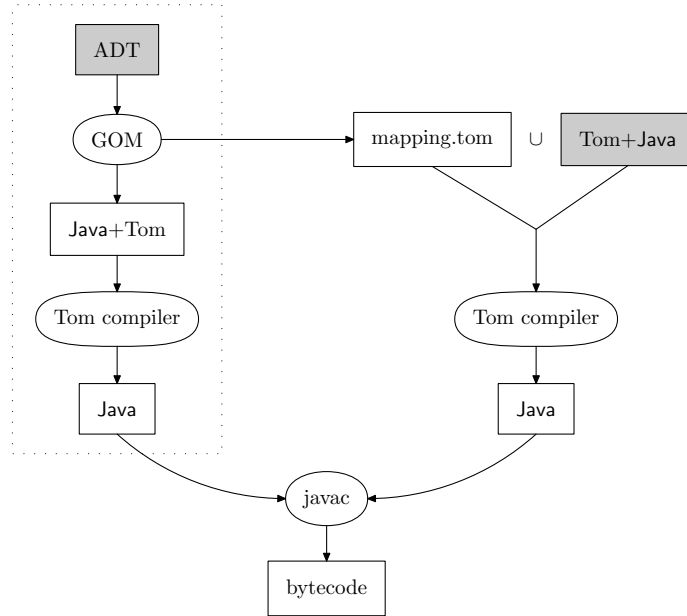 ADT
GOM
mapping.tom ∪ Tom+Java
Java+Tom
Tom compiler
Tom compiler
Java
Java
javac
bytecode